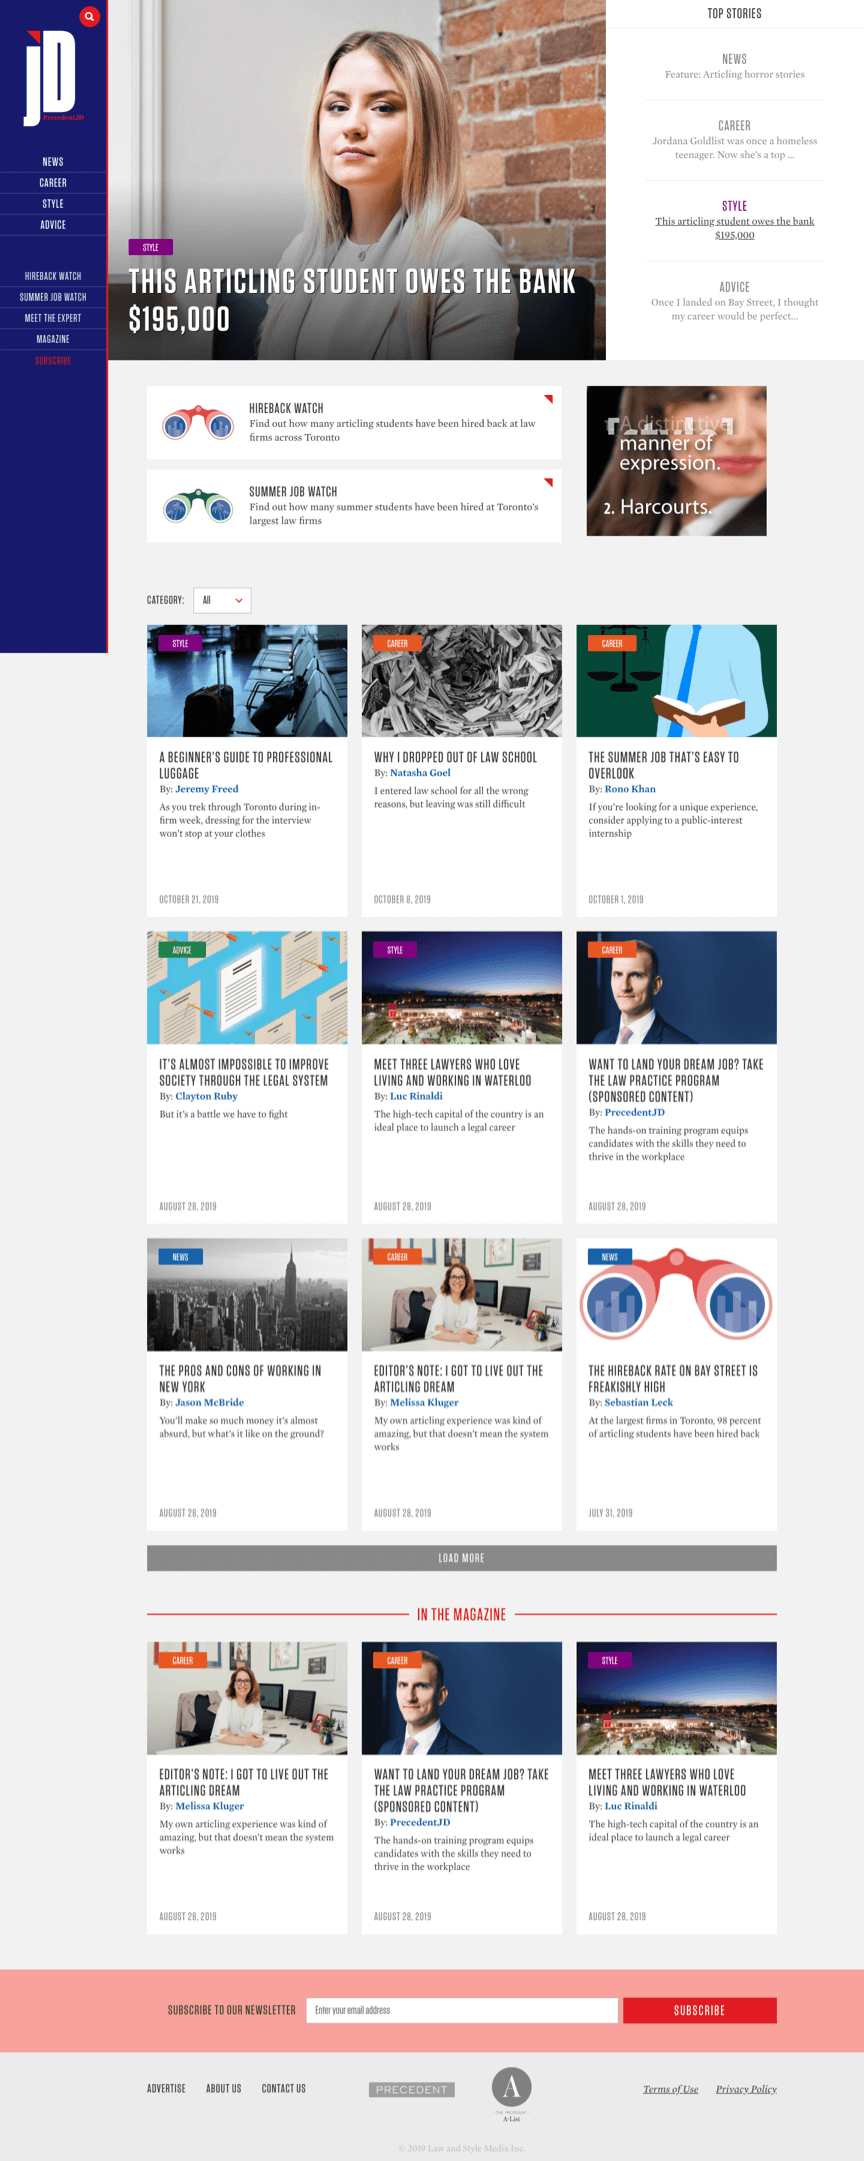 jD
PrecedentJD
NEWS
CAREER
STYLE
ADVICE
HIREBACK WATCH
SUMMER JOB WATCH
MEET THE EXPERT
MAGAZINE
SUBSCRIBE
STYLE
THIS ARTICLING STUDENT OWES THE BANK
$195,000
TOP STORIES
NEWS
Feature: Articling horror stories
CAREER
Jordana Goldlist was once a homeless
teenager. Now she's a top ...
STYLE
This articling student owes the bank
$195,000
ADVICE
Once I landed on Bay Street, I thought
my career would be perfect...
HIREBACK WATCH
Find out how many articling students have been hired back at law
firms across Toronto
SUMMER JOB WATCH
Find out how many summer students have been hired at Toronto's
largest law firms
A distinctive
manner of
expression.
2. Harcourts.
CATEGORY:
All
STYLE
A BEGINNER'S GUIDE TO PROFESSIONAL
LUGGAGE
By: Jeremy Freed
As you trek through Toronto during in-
firm week, dressing for the interview
won't stop at your clothes
OCTOBER 21, 2019
CAREER
WHY I DROPPED OUT OF LAW SCHOOL
By: Natasha Goel
I entered law school for all the wrong
reasons, but leaving was still difficult
OCTOBER 8, 2019
CAREER
THE SUMMER JOB THAT'S EASY TO
OVERLOOK
By: Rono Khan
If you're looking for a unique experience,
consider applying to a public-interest
internship
OCTOBER 1, 2019
ADVICE
IT'S ALMOST IMPOSSIBLE TO IMPROVE
SOCIETY THROUGH THE LEGAL SYSTEM
By: Clayton Ruby
But it's a battle we have to fight
AUGUST 28, 2019
STYLE
MEET THREE LAWYERS WHO LOVE
LIVING AND WORKING IN WATERLOO
By: Luc Rinaldi
The high-tech capital of the country is an
ideal place to launch a legal career
AUGUST 28, 2019
CAREER
WANT TO LAND YOUR DREAM JOB? TAKE
THE LAW PRACTICE PROGRAM
(SPONSORED CONTENT)
By: PrecedentJD
The hands-on training program equips
candidates with the skills they need to
thrive in the workplace
AUGUST 28, 2019
NEWS
THE PROS AND CONS OF WORKING IN
NEW YORK
By: Jason McBride
You'll make so much money it's almost
absurd, but what's it like on the ground?
AUGUST 28, 2019
CAREER
EDITOR'S NOTE: I GOT TO LIVE OUT THE
ARTICLING DREAM
By: Melissa Kluger
My own articling experience was kind of
amazing, but that doesn't mean the system
works
AUGUST 28, 2019
NEWS
THE HIREBACK RATE ON BAY STREET IS
FREAKISHLY HIGH
By: Sebastian Leck
At the largest firms in Toronto, 98 percent
of articling students have been hired back
JULY 31, 2019
LOAD MORE
IN THE MAGAZINE
CAREER
EDITOR'S NOTE: I GOT TO LIVE OUT THE
ARTICLING DREAM
By: Melissa Kluger
My own articling experience was kind of
amazing, but that doesn't mean the system
works
AUGUST 28, 2019
CAREER
WANT TO LAND YOUR DREAM JOB? TAKE
THE LAW PRACTICE PROGRAM
(SPONSORED CONTENT)
By: PrecedentJD
The hands-on training program equips
candidates with the skills they need to
thrive in the workplace
AUGUST 28, 2019
STYLE
MEET THREE LAWYERS WHO LOVE
LIVING AND WORKING IN WATERLOO
By: Luc Rinaldi
The high-tech capital of the country is an
ideal place to launch a legal career
AUGUST 28, 2019
SUBSCRIBE TO OUR NEWSLETTER
Enter your email address
SUBSCRIBE
ADVERTISE
ABOUT US
CONTACT US
PRECEDENT
A
THE PRECEDENT
A-List
Terms of Use
Privacy Policy
© 2019 Law and Style Media Inc.